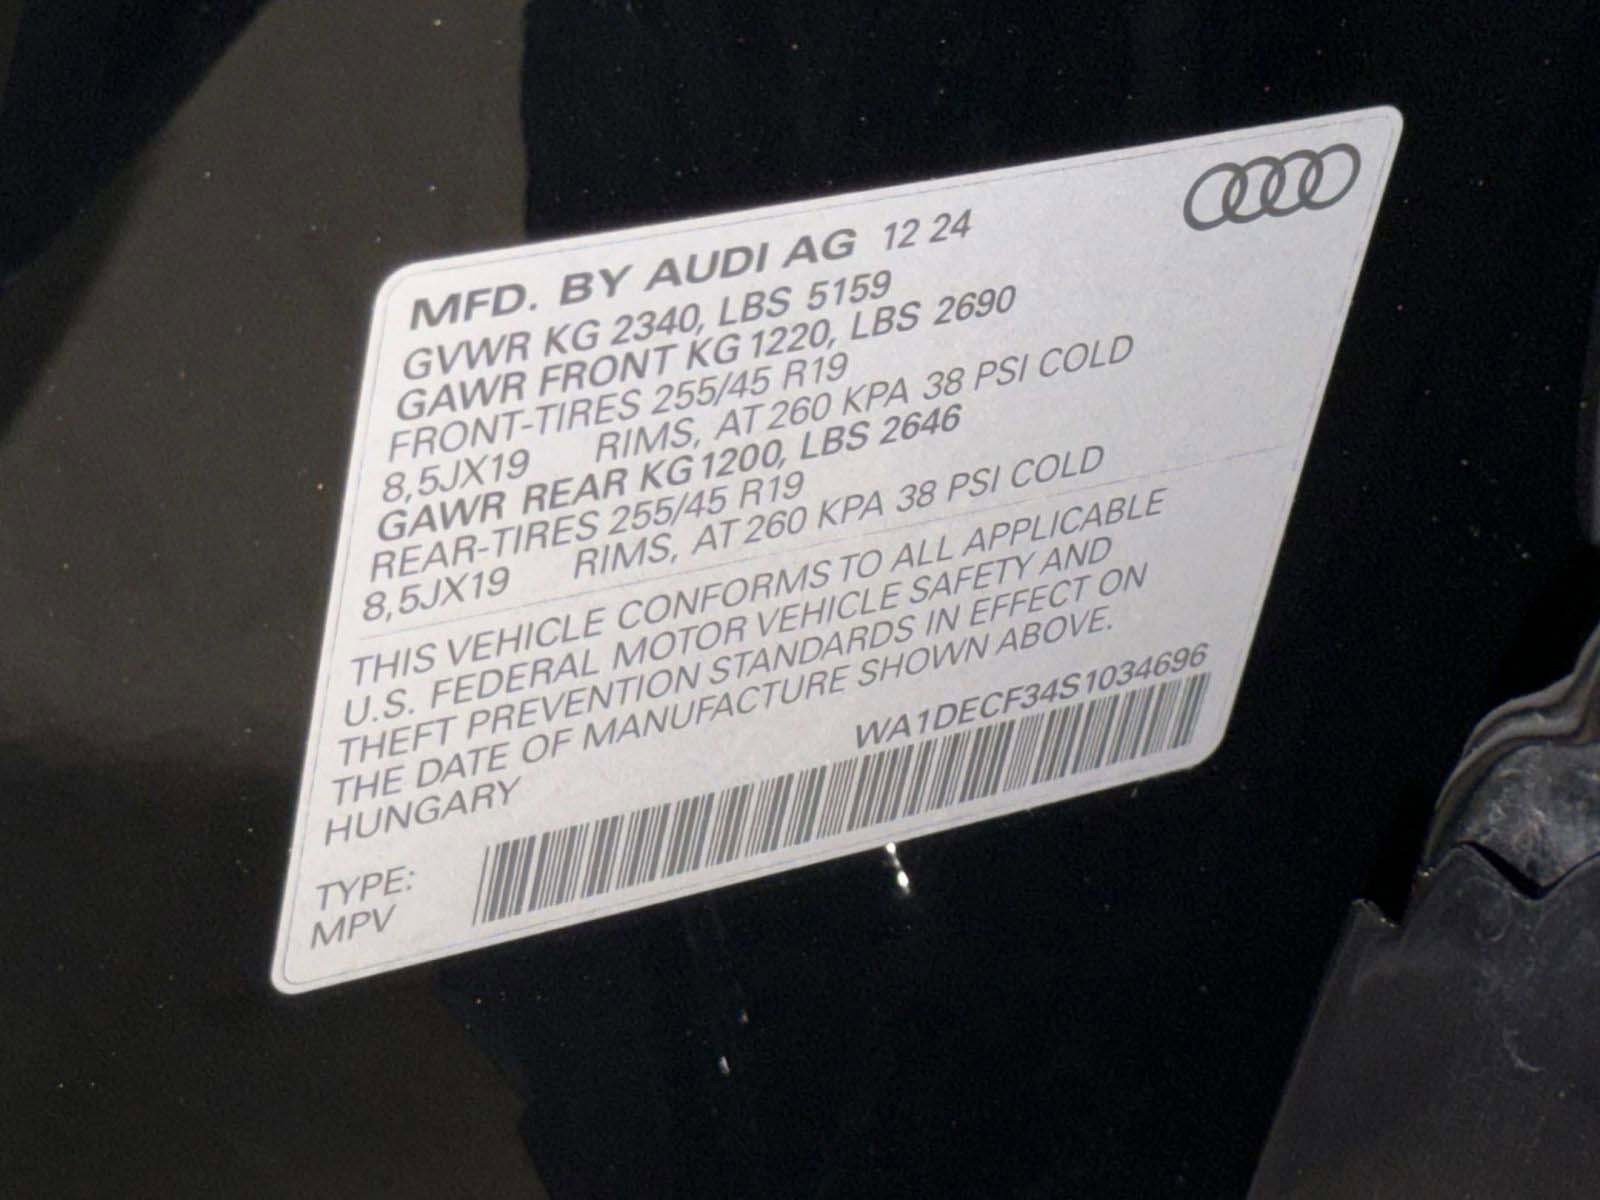 MFD. BY AUDI AG 12 24
GVWR KG 2340, LBS 5159
GAWR FRONT KG 1220, LBS 2690
FRONT-TIRES 255/45 R19
8,5JX19 RIMS, AT 260 KPA 38 PSI COLD
GAWR REAR KG 1200, LBS 2646
REAR-TIRES 255/45 R19
8,5JX19 RIMS, AT 260 KPA 38 PSI COLD
THIS VEHICLE CONFORMS TO ALL APPLICABLE
U.S. FEDERAL MOTOR VEHICLE SAFETY AND
THEFT PREVENTION STANDARDS IN EFFECT ON
THE DATE OF MANUFACTURE SHOWN ABOVE.
HUNGARY
WA1DECF34S1034696
TYPE:
MPV